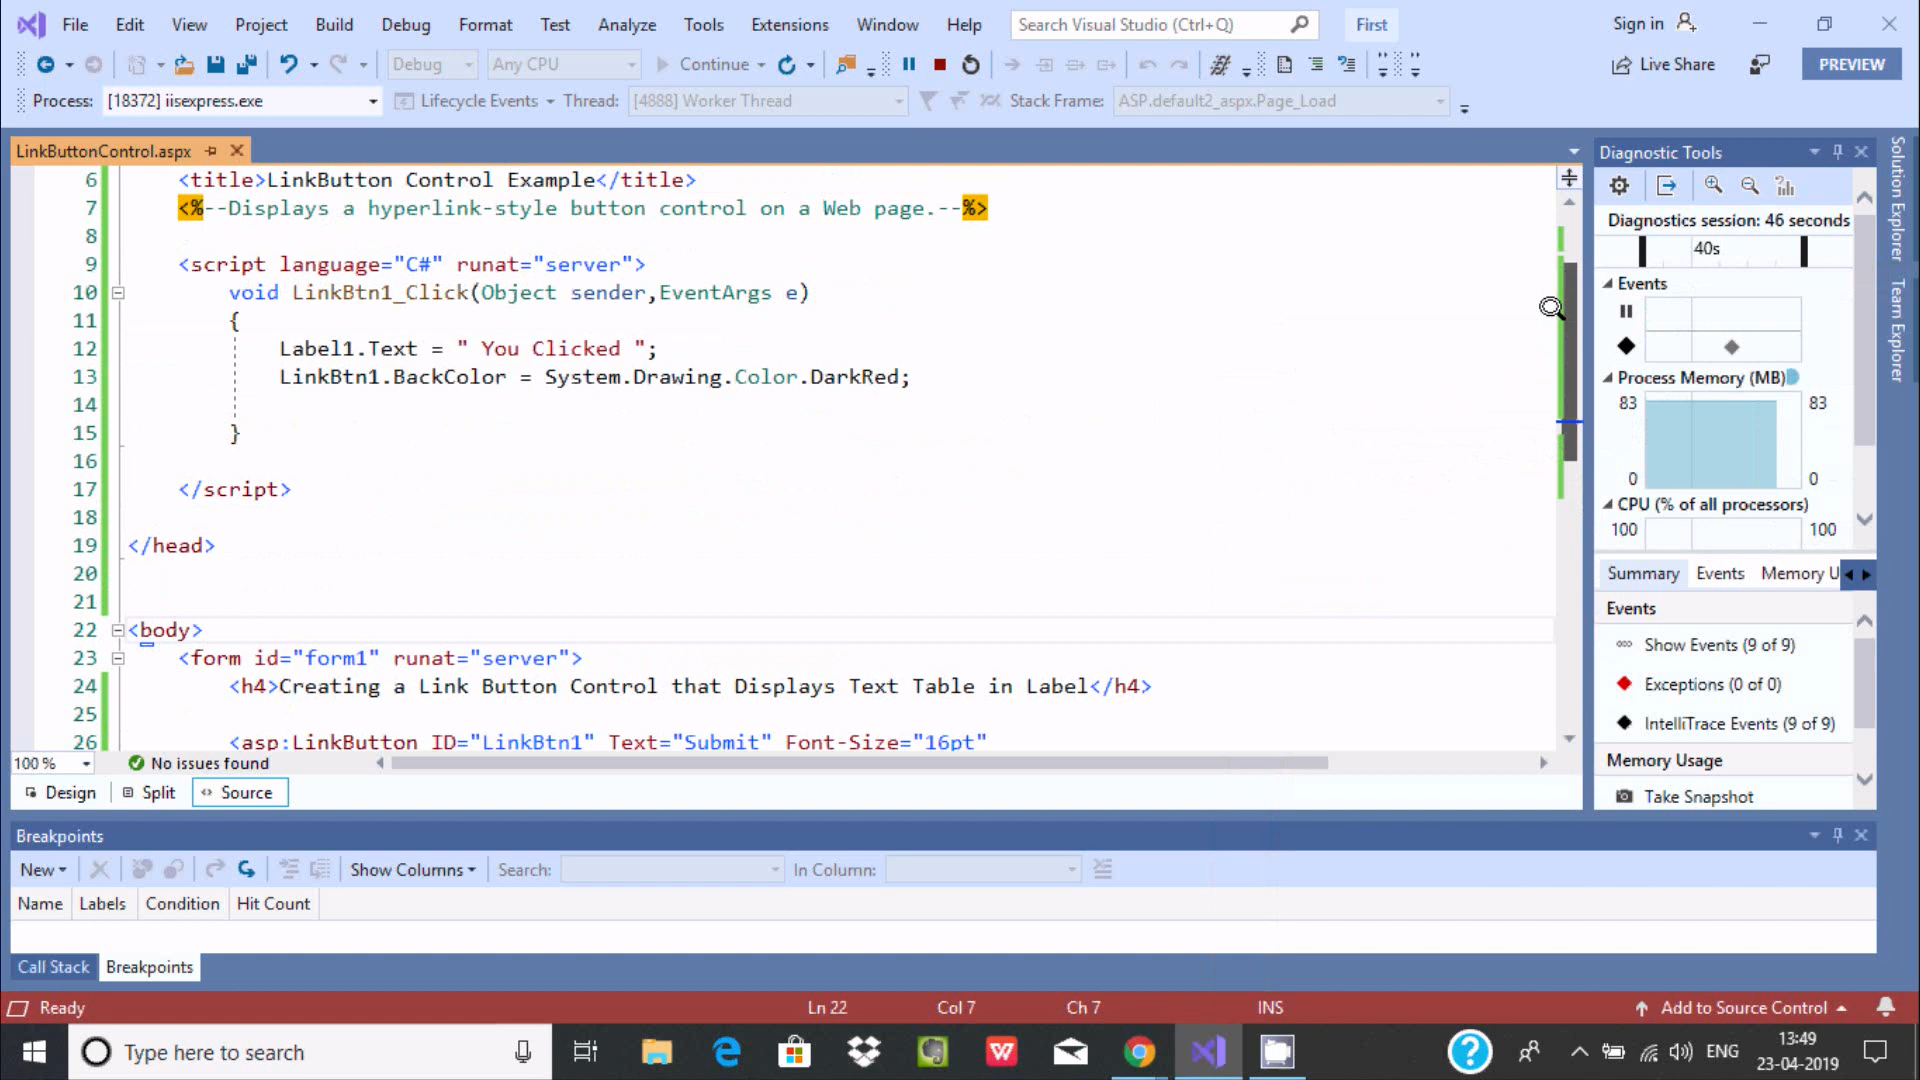 File Edit View Project Build Debug Format Test Analyze Tools Extensions Window Help Search Visual Studio (Ctrl+Q) First Sign in
Debug Any CPU Continue Live Share PREVIEW
Process: [18372] iisexpress.exe Lifecycle Events Thread: [4888] Worker Thread Stack Frame: ASP.default2_aspx.Page_Load
LinkButtonControl.aspx
6 <title>LinkButton Control Example</title>
7 <%--Displays a hyperlink-style button control on a Web page.--%>
8
9 <script language="C#" runat="server">
10 void LinkBtn1_Click(Object sender,EventArgs e)
11 {
12 Label1.Text = " You Clicked ";
13 LinkBtn1.BackColor = System.Drawing.Color.DarkRed;
14
15 }
16
17 </script>
18
19 </head>
20
21
22 <body>
23 <form id="form1" runat="server">
24 <h4>Creating a Link Button Control that Displays Text Table in Label</h4>
25
26 <asp:LinkButton ID="LinkBtn1" Text="Submit" Font-Size="16pt"
100 % No issues found
Design Split Source
Diagnostic Tools
Diagnostics session: 46 seconds
40s
Events
Process Memory (MB)
83 83
0 0
CPU (% of all processors)
100 100
Summary Events Memory U
Events
Show Events (9 of 9)
Exceptions (0 of 0)
IntelliTrace Events (9 of 9)
Memory Usage
Take Snapshot
Solution Explorer
Team Explorer
Breakpoints
New Show Columns Search: In Column:
Name Labels Condition Hit Count
Call Stack Breakpoints
Ready Ln 22 Col 7 Ch 7 INS Add to Source Control
Type here to search ENG 13:49
23-04-2019